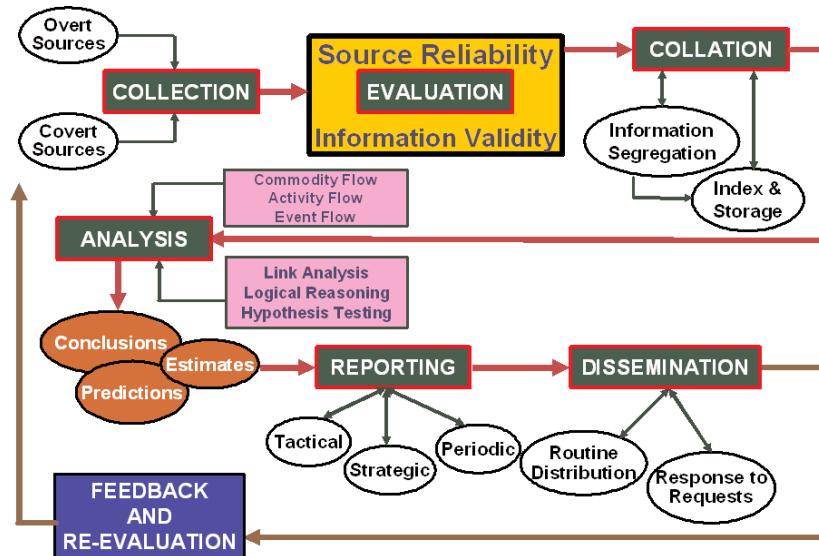 Overt
Sources
COLLECTION
Covert
Sources
Source Reliability
EVALUATION
Information Validity
COLLATION
Information
Segregation
Index &
Storage
Commodity Flow
Activity Flow
Event Flow
ANALYSIS
Link Analysis
Logical Reasoning
Hypothesis Testing
Conclusions
Estimates
Predictions
REPORTING
Tactical
Strategic
Periodic
DISSEMINATION
Routine
Distribution
Response to
Requests
FEEDBACK
AND
RE-EVALUATION